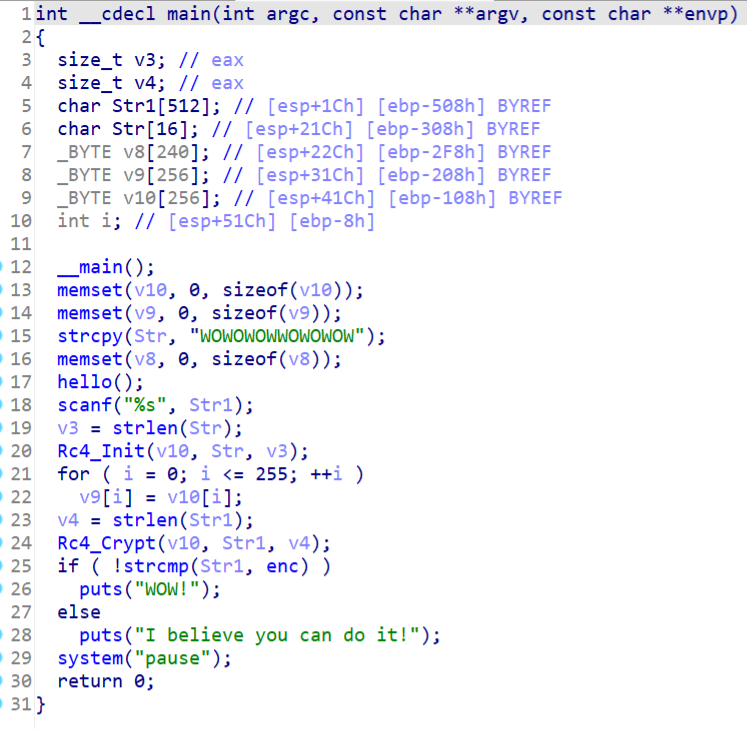 1 int __cdecl main(int argc, const char **argv, const char **envp)
2 {
3   size_t v3; // eax
4   size_t v4; // eax
5   char Str1[512]; // [esp+1Ch] [ebp-508h] BYREF
6   char Str[16]; // [esp+21Ch] [ebp-308h] BYREF
7   _BYTE v8[240]; // [esp+22Ch] [ebp-2F8h] BYREF
8   _BYTE v9[256]; // [esp+31Ch] [ebp-208h] BYREF
9   _BYTE v10[256]; // [esp+41Ch] [ebp-108h] BYREF
10   int i; // [esp+51Ch] [ebp-8h]
11
12   __main();
13   memset(v10, 0, sizeof(v10));
14   memset(v9, 0, sizeof(v9));
15   strcpy(Str, "WOWOWOWWOWOWOW");
16   memset(v8, 0, sizeof(v8));
17   hello();
18   scanf("%s", Str1);
19   v3 = strlen(Str);
20   Rc4_Init(v10, Str, v3);
21   for ( i = 0; i <= 255; ++i )
22     v9[i] = v10[i];
23   v4 = strlen(Str1);
24   Rc4_Crypt(v10, Str1, v4);
25   if ( !strcmp(Str1, enc) )
26     puts("WOW!");
27   else
28     puts("I believe you can do it!");
29   system("pause");
30   return 0;
31 }